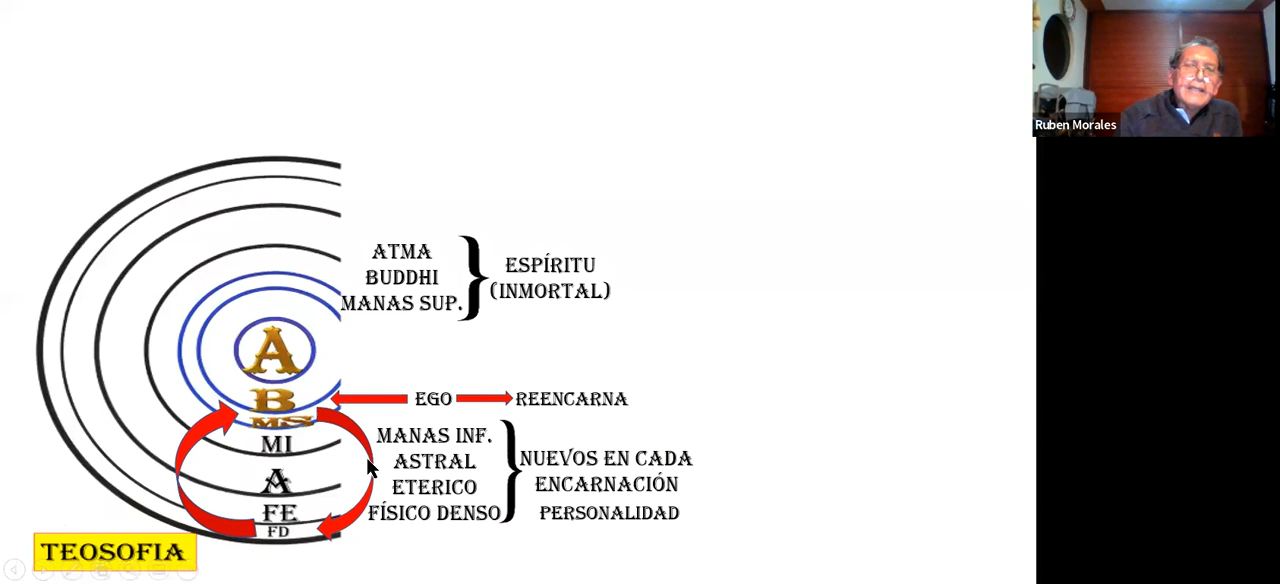 Ruben Morales
ATMA
BUDDHI
MANAS SUP.
ESPÍRITU
(INMORTAL)
A
B
MS
MI
A
FE
FD
EGO
REENCARNA
MANAS INF.
ASTRAL
ETERICO
FÍSICO DENSO
NUEVOS EN CADA
ENCARNACIÓN
PERSONALIDAD
TEOSOFIA